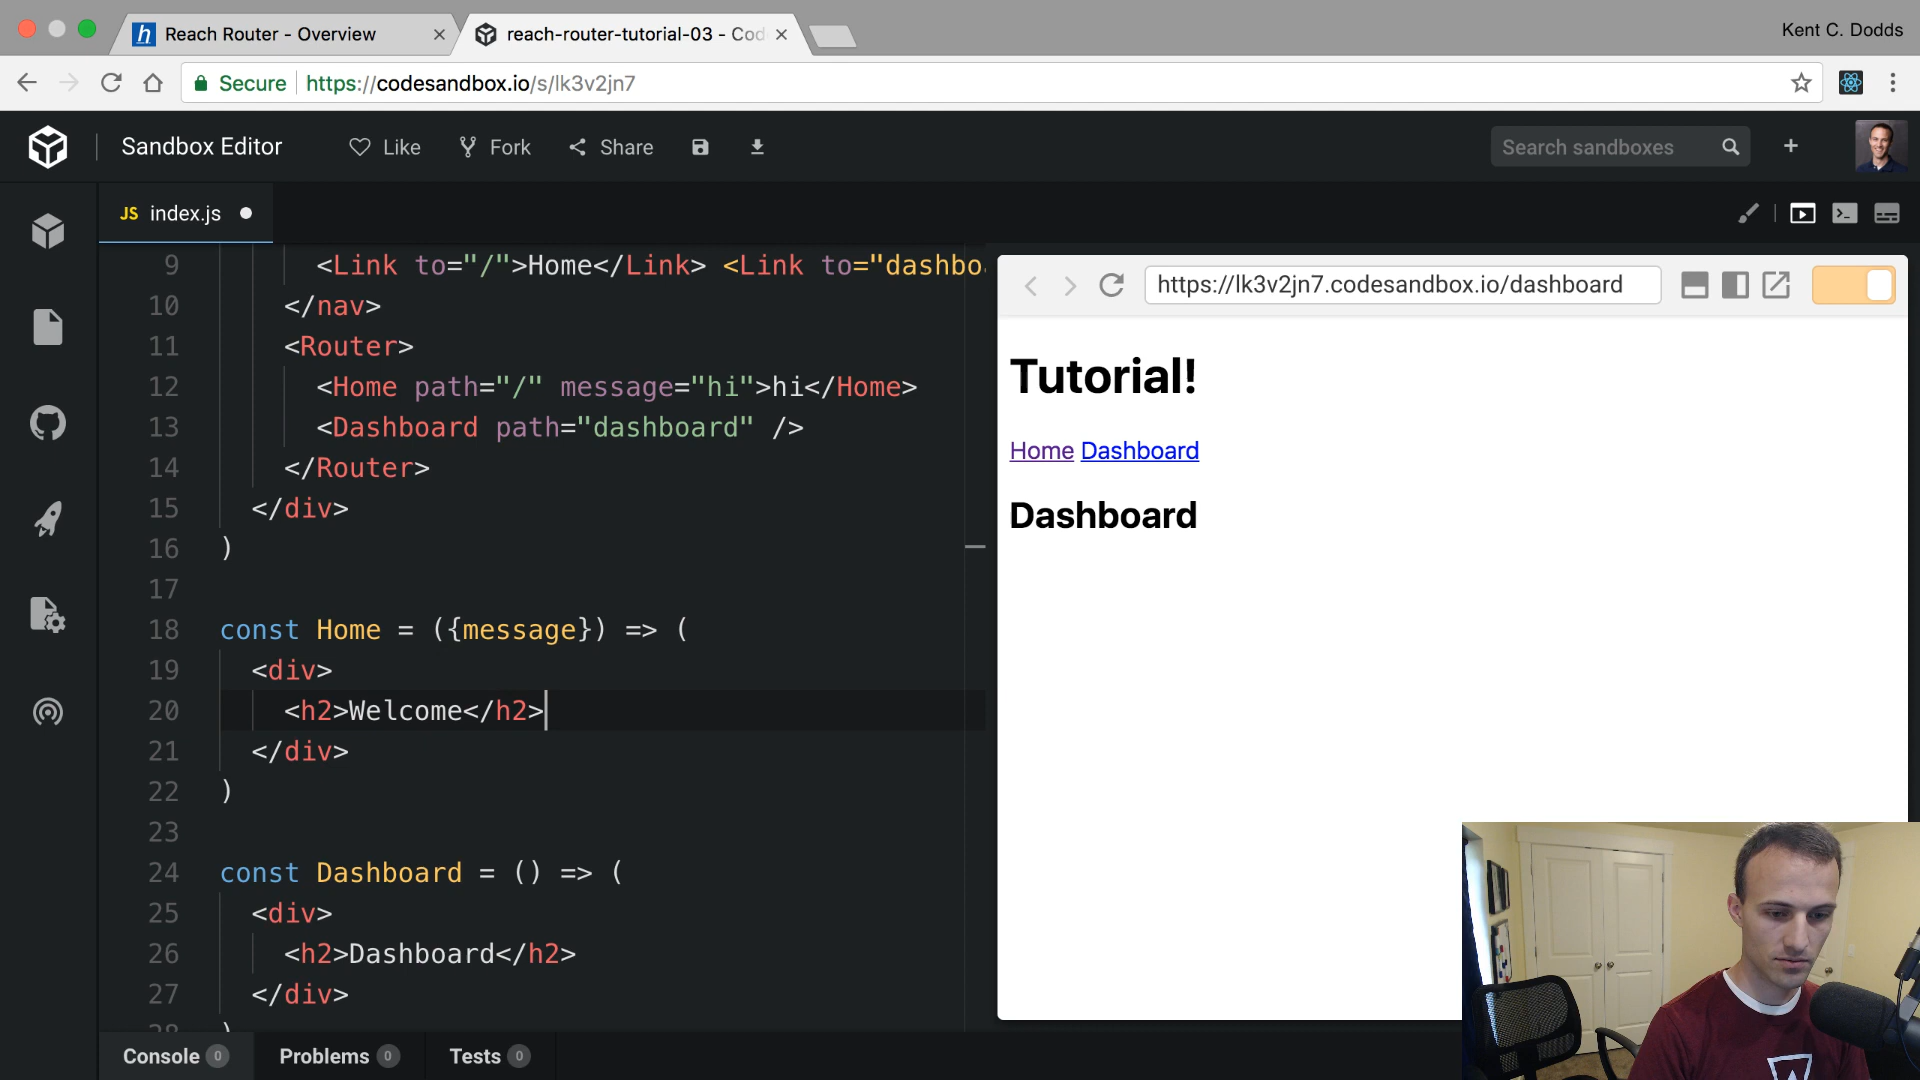 Reach Router - Overview
reach-router-tutorial-03 - Cod
Kent C. Dodds
Secure
https://codesandbox.io/s/lk3v2jn7
Sandbox Editor
Like
Fork
Share
Search sandboxes
JS index.js
9 <Link to="/">Home</Link> <Link to="dashbo
10 </nav>
11 <Router>
12 <Home path="/" message="hi">hi</Home>
13 <Dashboard path="dashboard" />
14 </Router>
15 </div>
16 )
17
18 const Home = ({message}) => (
19 <div>
20 <h2>Welcome</h2>
21 </div>
22 )
23
24 const Dashboard = () => (
25 <div>
26 <h2>Dashboard</h2>
27 </div>
28 )
https://lk3v2jn7.codesandbox.io/dashboard
Tutorial!
Home Dashboard
Dashboard
Console 0
Problems 0
Tests 0